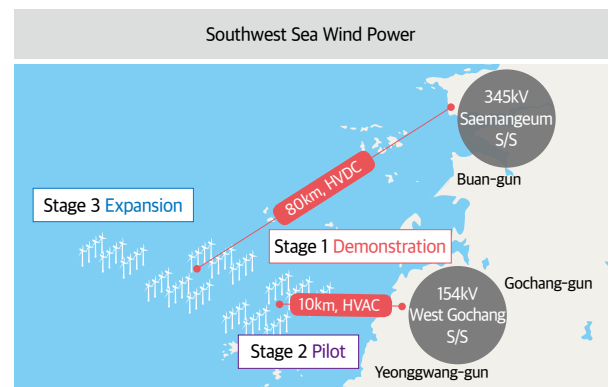 Southwest Sea Wind Power
345kV
Saemangeum
S/S
80km, HVDC
Buan-gun
Stage 3 Expansion
Stage 1 Demonstration
Gochang-gun
10km, HVAC
154kV
West Gochang
S/S
Stage 2 Pilot
Yeonggwang-gun